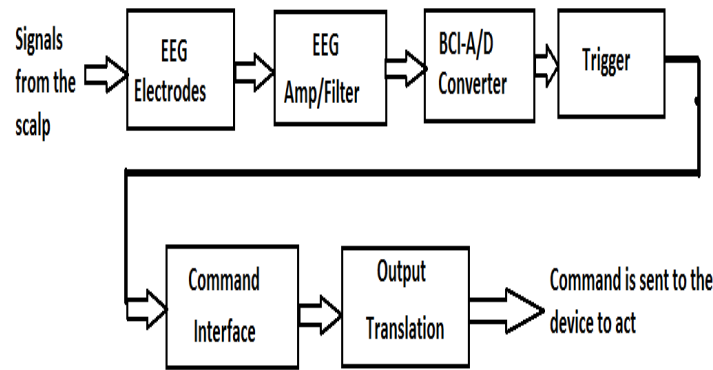 Signals
from the
scalp
EEG
Electrodes
EEG
Amp/Filter
BCI-A/D
Converter
Trigger
Command
Interface
Output
Translation
Command is sent to the
device to act